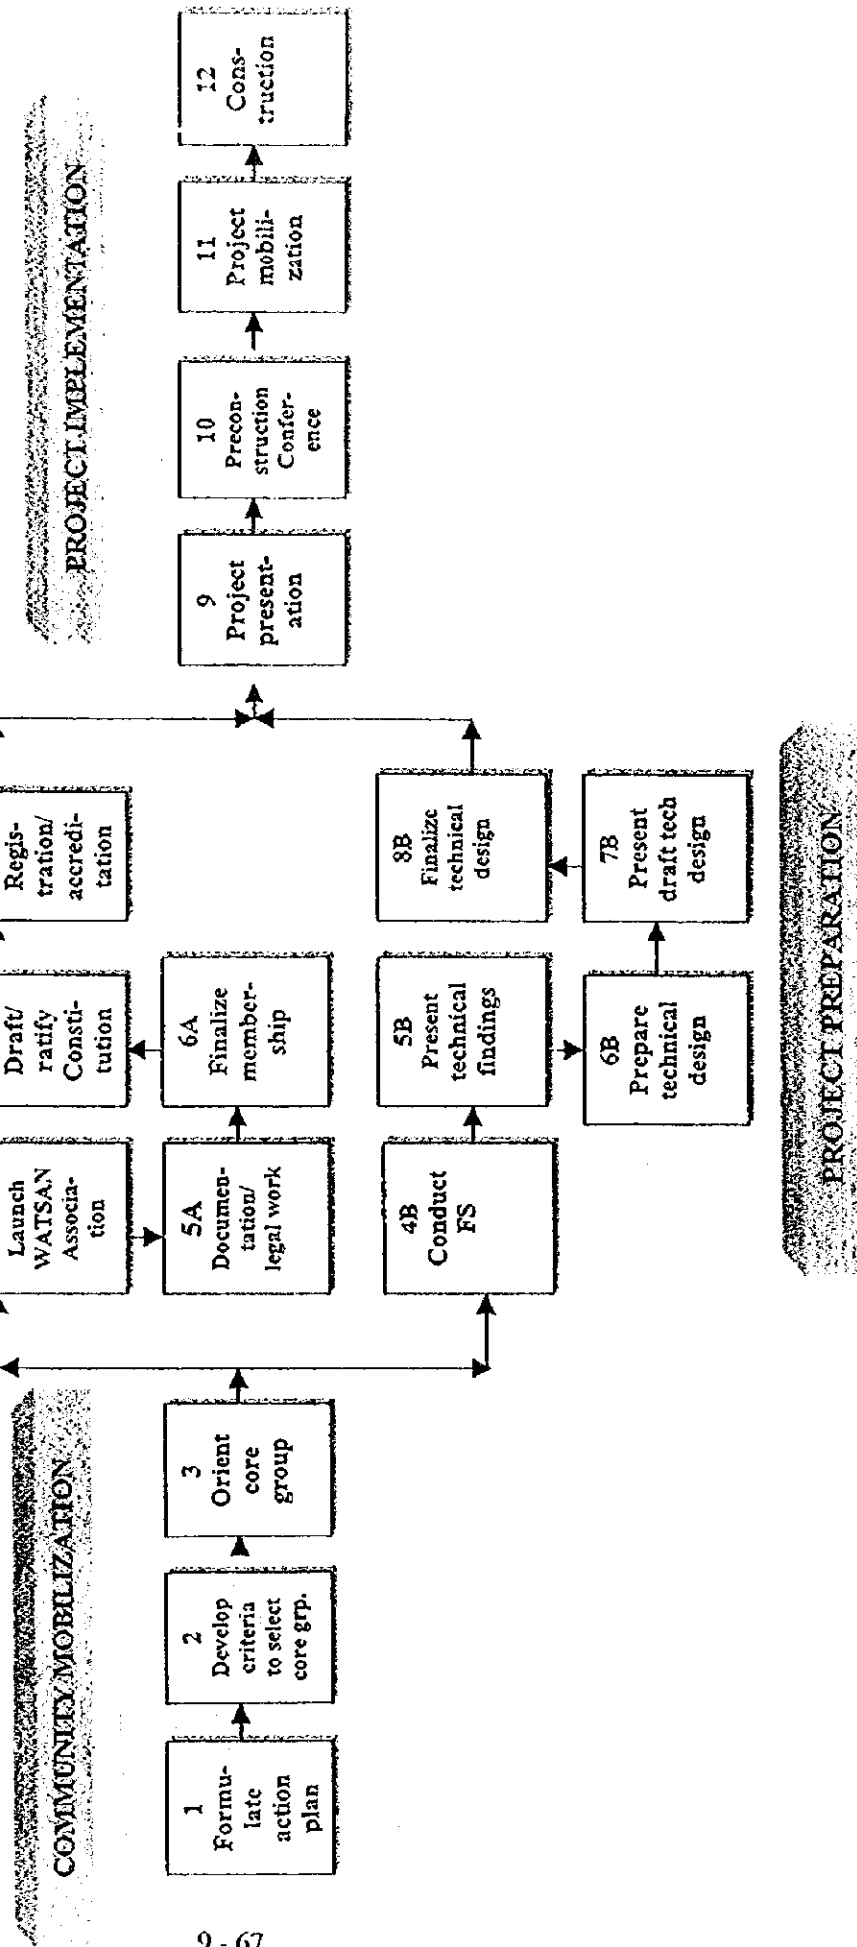 COMMUNITY MOBILIZATION
1
Formu-
late
action
plan
2
Develop
criteria
to select
core grp.
3
Orient
core
group
Launch
WATSAN
Associa-
tion
5A
Documen-
tation/
legal work
6A
Finalize
member-
ship
Draft/
ratify
Consti-
tution
Regis-
tration/
accredi-
tation
4B
Conduct
FS
5B
Present
technical
findings
6B
Prepare
technical
design
7B
Present
draft tech
design
8B
Finalize
technical
design
PROJECT PREPARATION
PROJECT IMPLEMENTATION
9
Project
present-
ation
10
Precon-
struction
Confer-
ence
11
Project
mobili-
zation
12
Cons-
truction
9 - 67